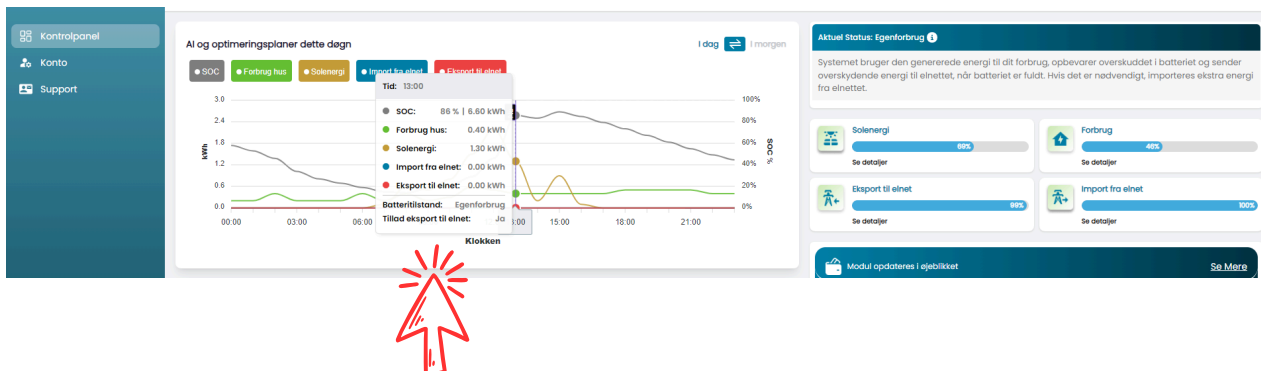 Kontrolpanel
Konto
Support
AI og optimeringsplaner dette døgn
I dag
I morgen
SOC
Forbrug hus
Solenergi
Import fra elnet
Eksport til elnet
Tid: 13:00
SOC: 86 % | 6.60 kWh
Forbrug hus: 0.40 kWh
Solenergi: 1.30 kWh
Import fra elnet: 0.00 kWh
Eksport til elnet: 0.00 kWh
Batteritilstand: Egenforbrug
Tillad eksport til elnet: Ja
3.0
2.4
1.8
1.2
0.6
0.0
kWh
100%
80%
60%
40%
20%
0%
SOC %
00:00
03:00
06:00
15:00
18:00
21:00
Klokken
Aktuel Status: Egenforbrug
Systemet bruger den genererede energi til dit forbrug, opbevarer overskuddet i batteriet og sender
overskydende energi til elnettet, når batteriet er fuldt. Hvis det er nødvendigt, importeres ekstra energi
fra elnettet.
Solenergi
69%
Se detaljer
Forbrug
46%
Se detaljer
Eksport til elnet
99%
Se detaljer
Import fra elnet
100%
Se detaljer
Modul opdateres i øjeblikket
Se Mere